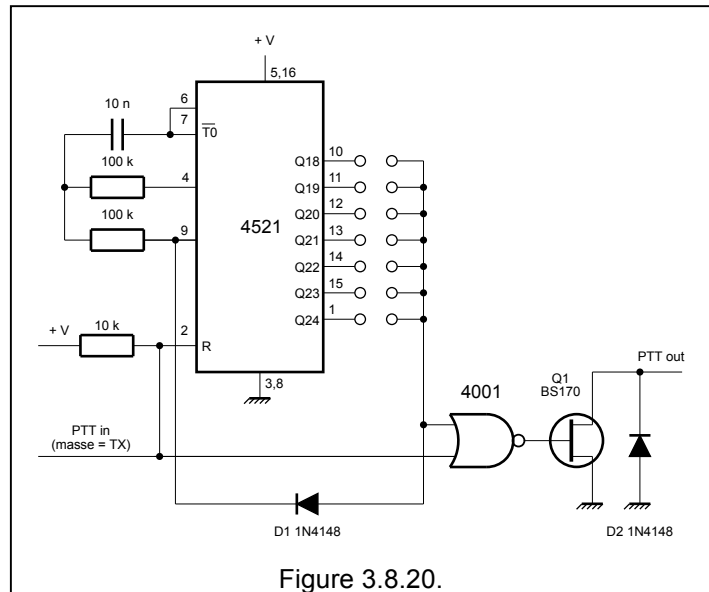 + V
5,16
6
10 n
7
T0
100 k
4
100 k
9
4521
Q18
10
Q19
11
Q20
12
Q21
13
Q22
14
Q23
15
Q24
1
+ V
10 k
2
R
3,8
PTT in
(masse = TX)
4001
Q1
BS170
PTT out
D1 1N4148
D2 1N4148
Figure 3.8.20.